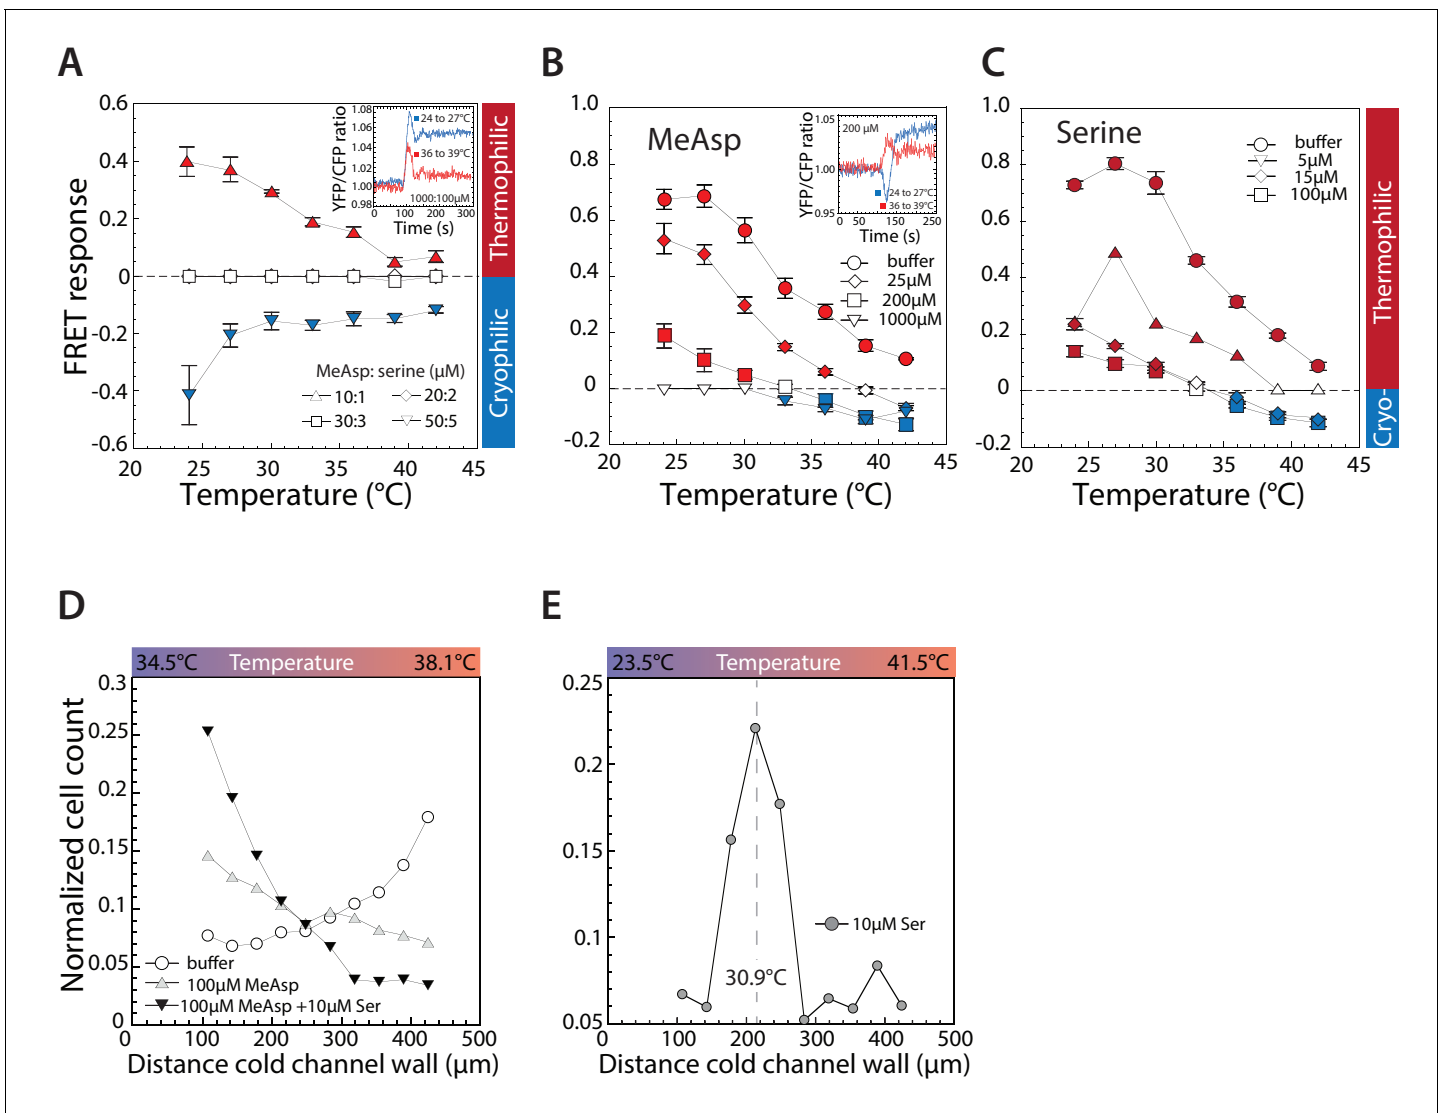 A
B
C
0.6
0.4
0.2
0
-0.2
-0.4
-0.6
20
25
30
35
40
45
FRET response
Temperature (°C)
1.08
1.06
1.04
1.02
1.00
0.98
YFP/CFP ratio
24 to 27°C
36 to 39°C
1000:100µM
0
100
200
300
Time (s)
MeAsp: serine (µM)
10:1
20:2
30:3
50:5
Thermophilic
Cryophilic
1.0
0.8
0.6
0.4
0.2
0
-0.2
MeAsp
1.05
1.00
0.95
YFP/CFP ratio
200 µM
24 to 27°C
36 to 39°C
0
50
150
250
Time (s)
buffer
25µM
200µM
1000µM
20
25
30
35
40
45
Temperature (°C)
1.0
0.8
0.6
0.4
0.2
0
-0.2
Serine
buffer
5µM
15µM
100µM
20
25
30
35
40
45
Temperature (°C)
Thermophilic
Cryo-
D
E
34.5°C Temperature 38.1°C
0.3
0.25
0.2
0.15
0.1
0.05
0
Normalized cell count
buffer
100µM MeAsp
100µM MeAsp +10µM Ser
0
100
200
300
400
500
Distance cold channel wall (µm)
23.5°C Temperature 41.5°C
0.25
0.2
0.15
0.1
0.05
10µM Ser
30.9°C
0
100
200
300
400
500
Distance cold channel wall (µm)